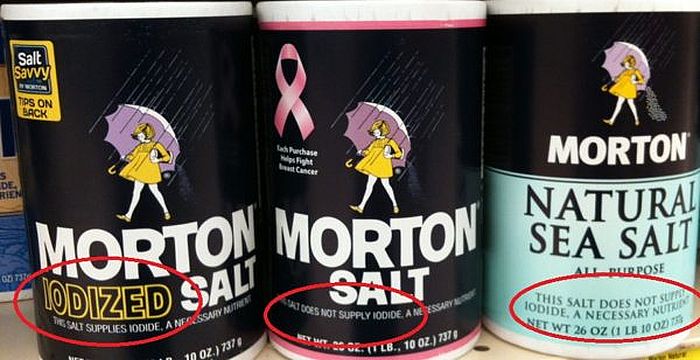 Salt
Savvy
BY MORTON
TIPS ON
BACK
MORTON
IODIZED SALT
THIS SALT SUPPLIES IODIDE, A NECESSARY NUTRIENT
10 OZ.) 737 g
Each Purchase
Helps Fight
Breast Cancer
MORTON
SALT
SALT DOES NOT SUPPLY IODIDE, A NECESSARY NUTRIENT
NET WT. 26 OZ. (1 LB., 10 OZ.) 737 g
MORTON
NATURAL
SEA SALT
ALL-PURPOSE
THIS SALT DOES NOT SUPPLY
IODIDE, A NECESSARY
NET WT 26 OZ (1 LB 10 OZ) 737g